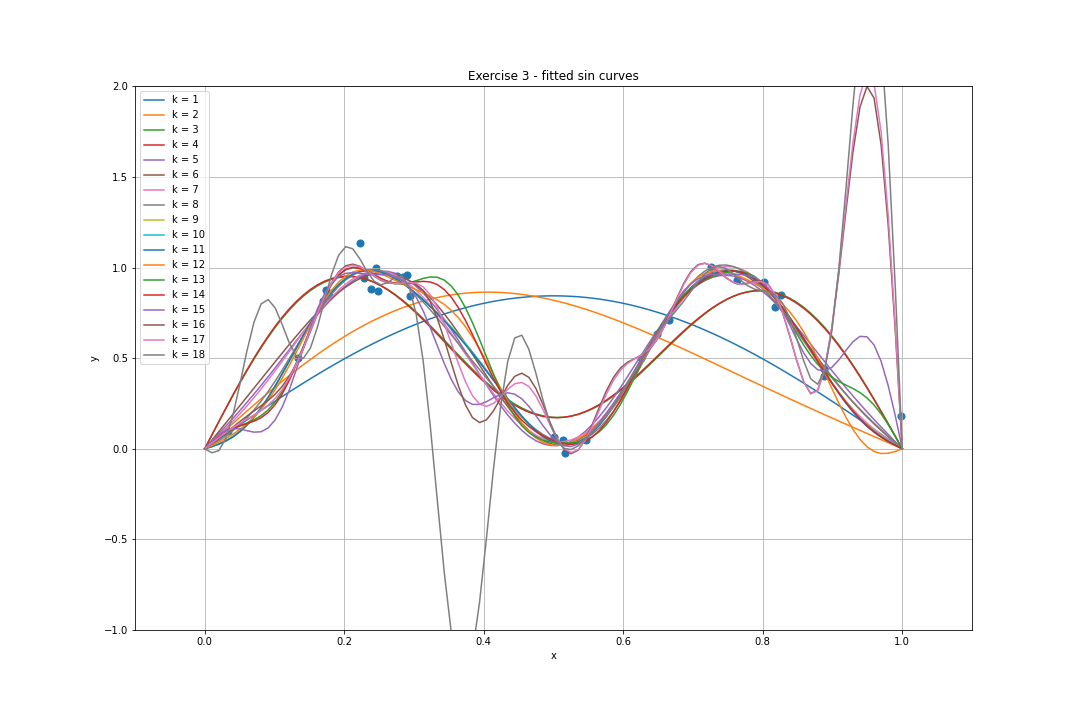 Exercise 3 - fitted sin curves
k = 1
k = 2
k = 3
k = 4
k = 5
k = 6
k = 7
k = 8
k = 9
k = 10
k = 11
k = 12
k = 13
k = 14
k = 15
k = 16
k = 17
k = 18
2.0
1.5
1.0
0.5
0.0
−0.5
−1.0
y
0.0 0.2 0.4 0.6 0.8 1.0
x